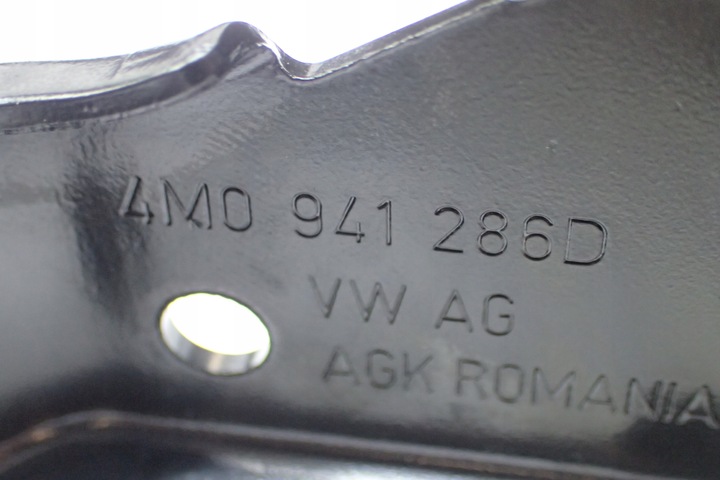 4M0 941 286D
VW AG
AGK ROMANIA